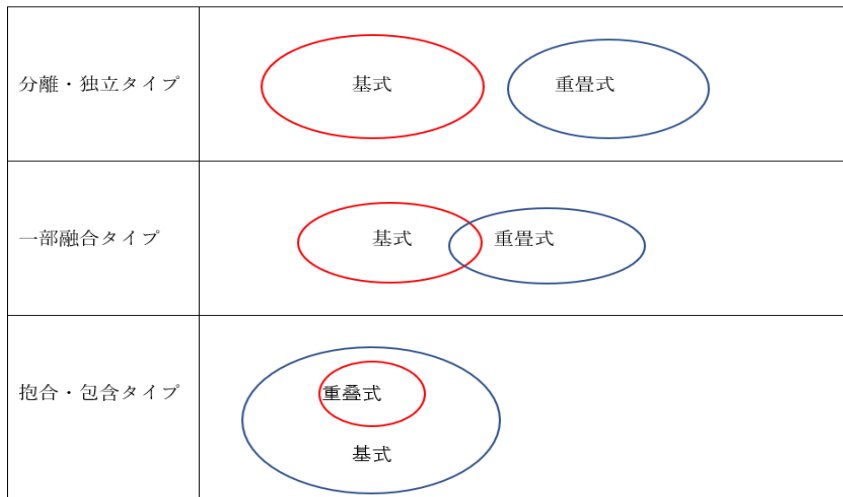 分離・独立タイプ
基式
重畳式
一部融合タイプ
基式
重畳式
抱合・包含タイプ
重叠式
基式